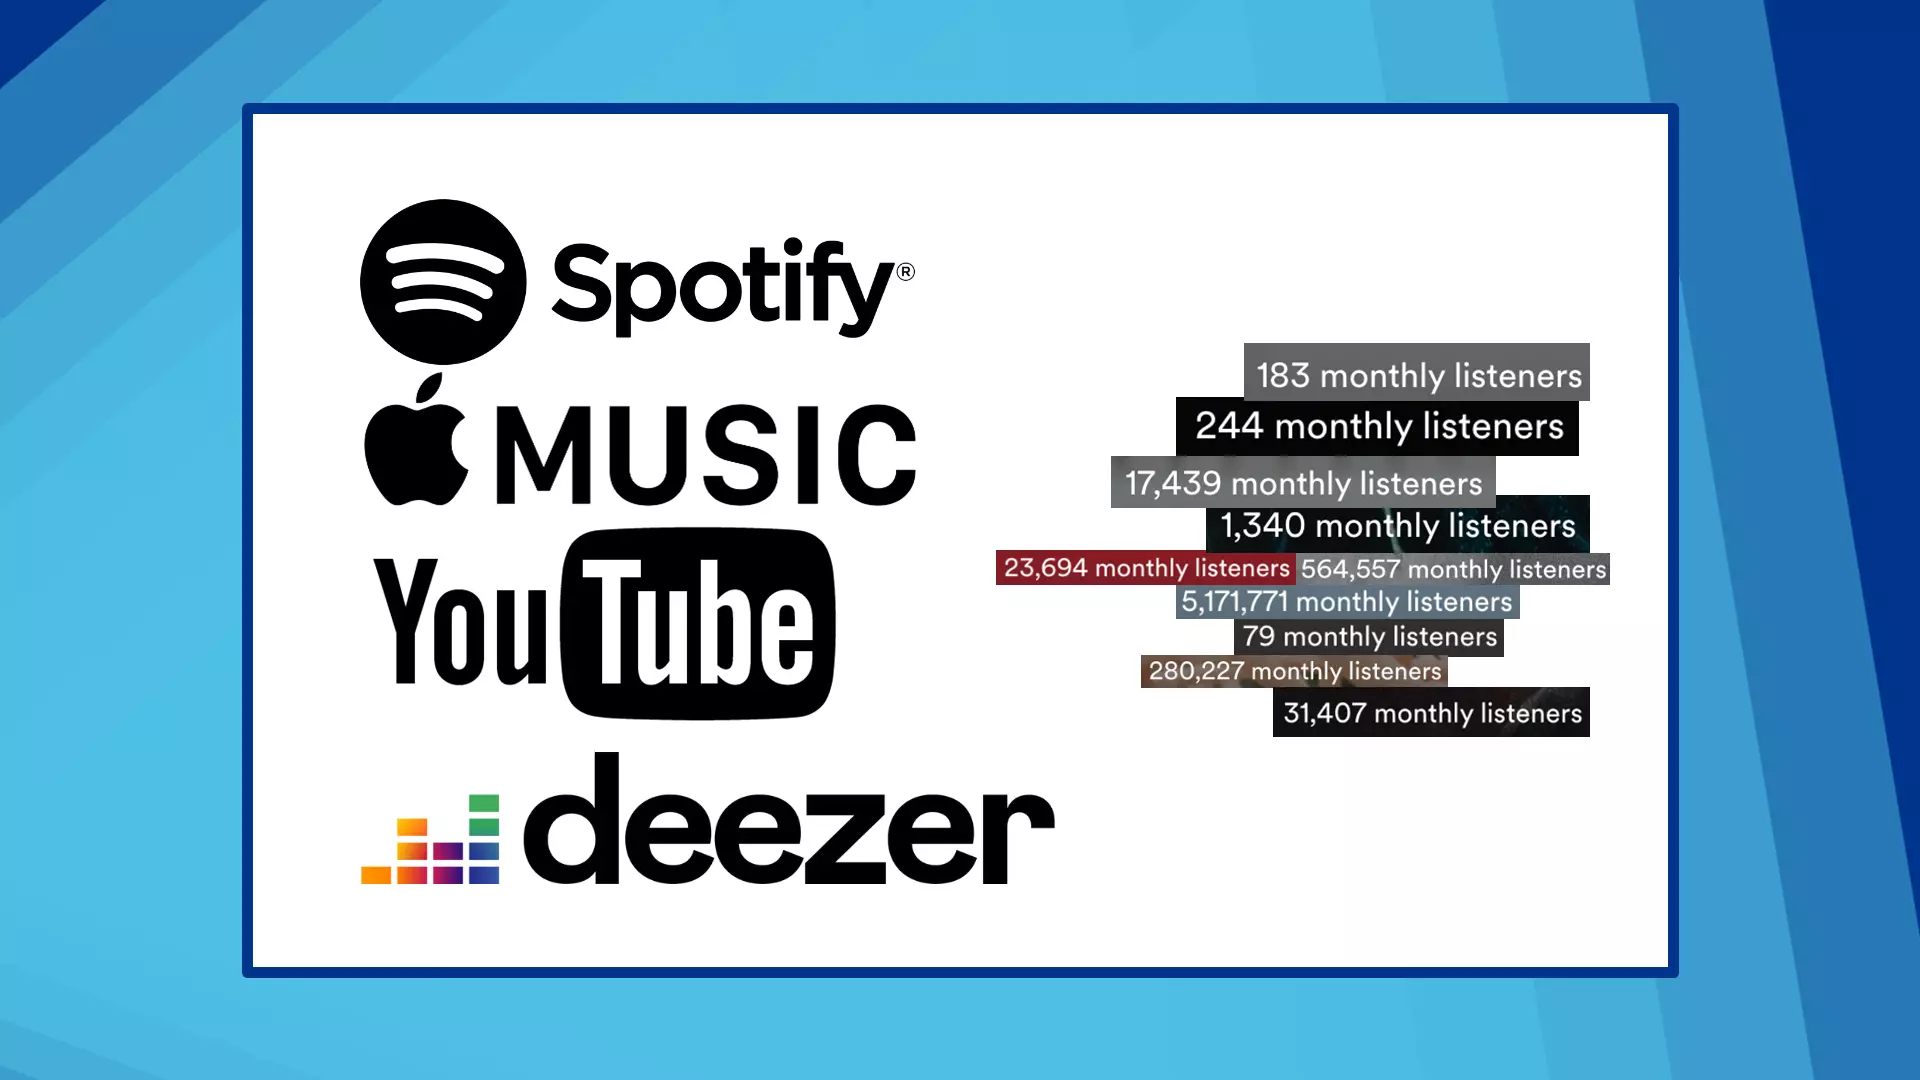 Spotify®
MUSIC
YouTube
deezer
183 monthly listeners
244 monthly listeners
17,439 monthly listeners
1,340 monthly listeners
23,694 monthly listeners 564,557 monthly listeners
5,171,771 monthly listeners
79 monthly listeners
280,227 monthly listeners
31,407 monthly listeners